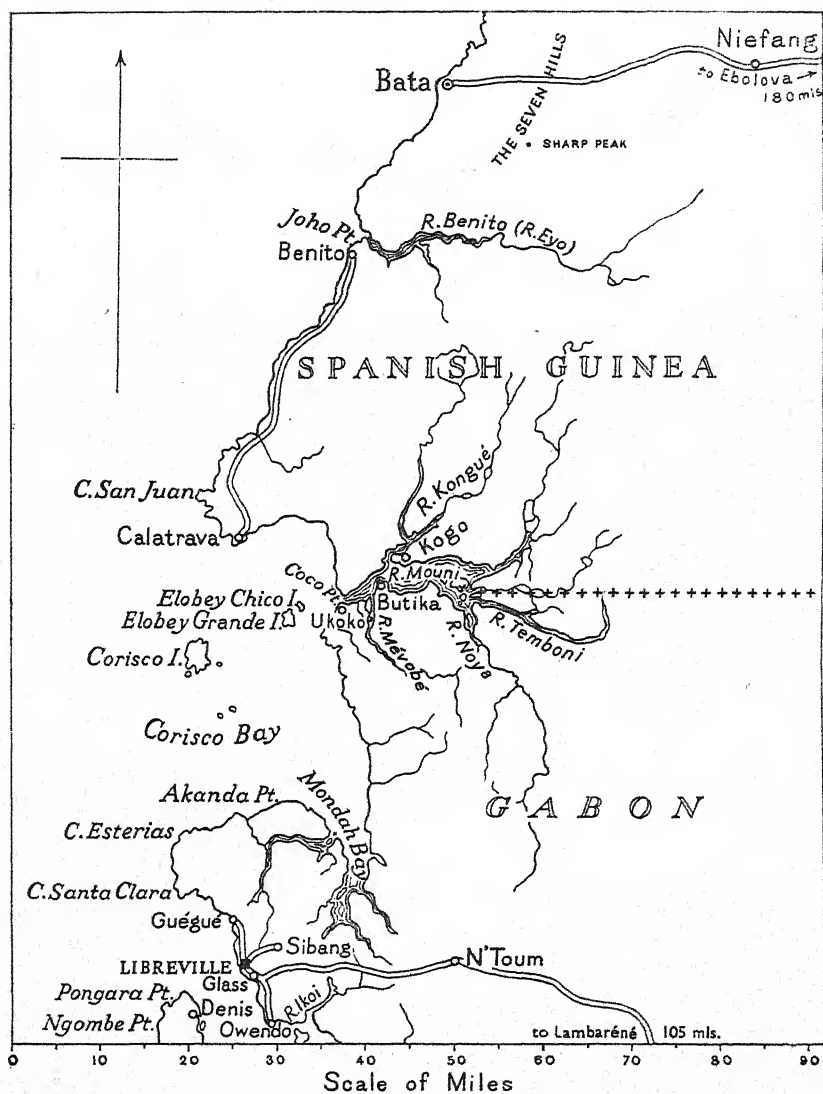 Niefang
to Ebolova →
180 mls
Bata
THE SEVEN HILLS
SHARP PEAK
Joho Pt.
Benito
R. Benito (R. Eyo)
SPANISH GUINEA
C. San Juan
Calatrava
R. Kongué
Kogo
R. Mouni
Coco Pt.
Elobey Chico I.
Elobey Grande I.
Ukoko
Butika
R. Mévobé
R. Noya
R. Temboni
Corisco I.
Corisco Bay
GABON
Akanda Pt.
Mondah Bay
C. Esterias
C. Santa Clara
Guégué
Sibang
LIBREVILLE
Glass
N'Toum
Pongara Pt.
Denis
Ngombe Pt.
Owendo
R. Ikoi
to Lambaréné 105 mls.
0 10 20 30 40 50 60 70 80 90
Scale of Miles